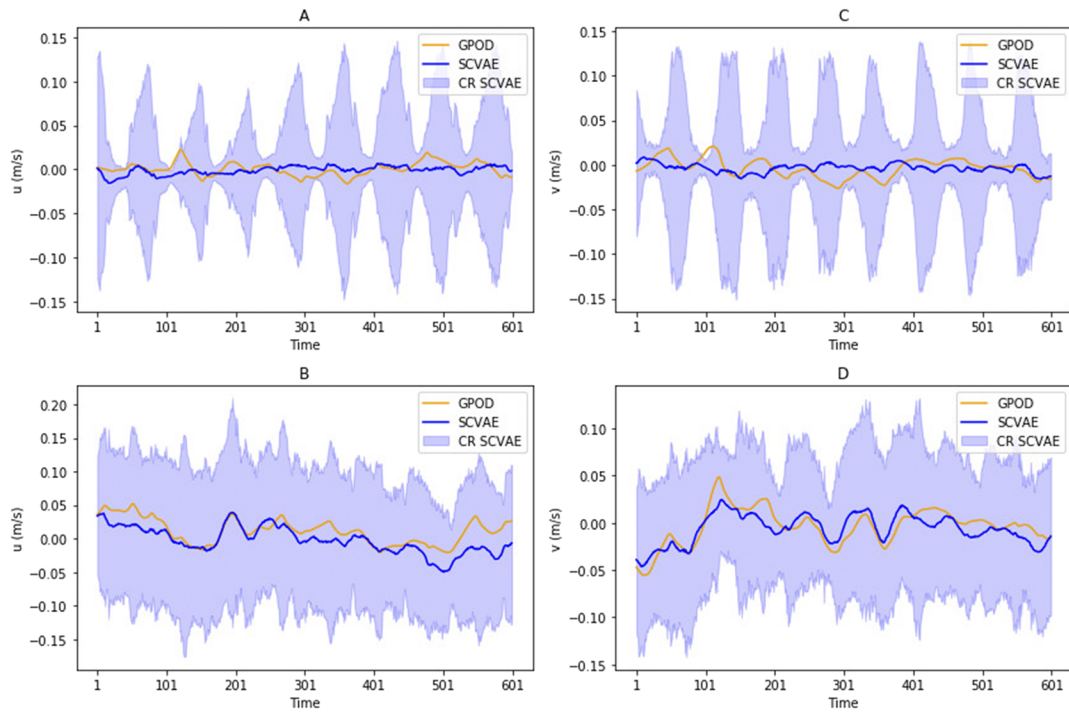 A
0.15
0.10
0.05
0.00
−0.05
−0.10
−0.15
u (m/s)
GPOD
SCVAE
CR SCVAE
1 101 201 301 401 501 601
Time
C
0.15
0.10
0.05
0.00
−0.05
−0.10
−0.15
v (m/s)
GPOD
SCVAE
CR SCVAE
1 101 201 301 401 501 601
Time
B
0.20
0.15
0.10
0.05
0.00
−0.05
−0.10
−0.15
u (m/s)
GPOD
SCVAE
CR SCVAE
1 101 201 301 401 501 601
Time
D
0.10
0.05
0.00
−0.05
−0.10
−0.15
v (m/s)
GPOD
SCVAE
CR SCVAE
1 101 201 301 401 501 601
Time